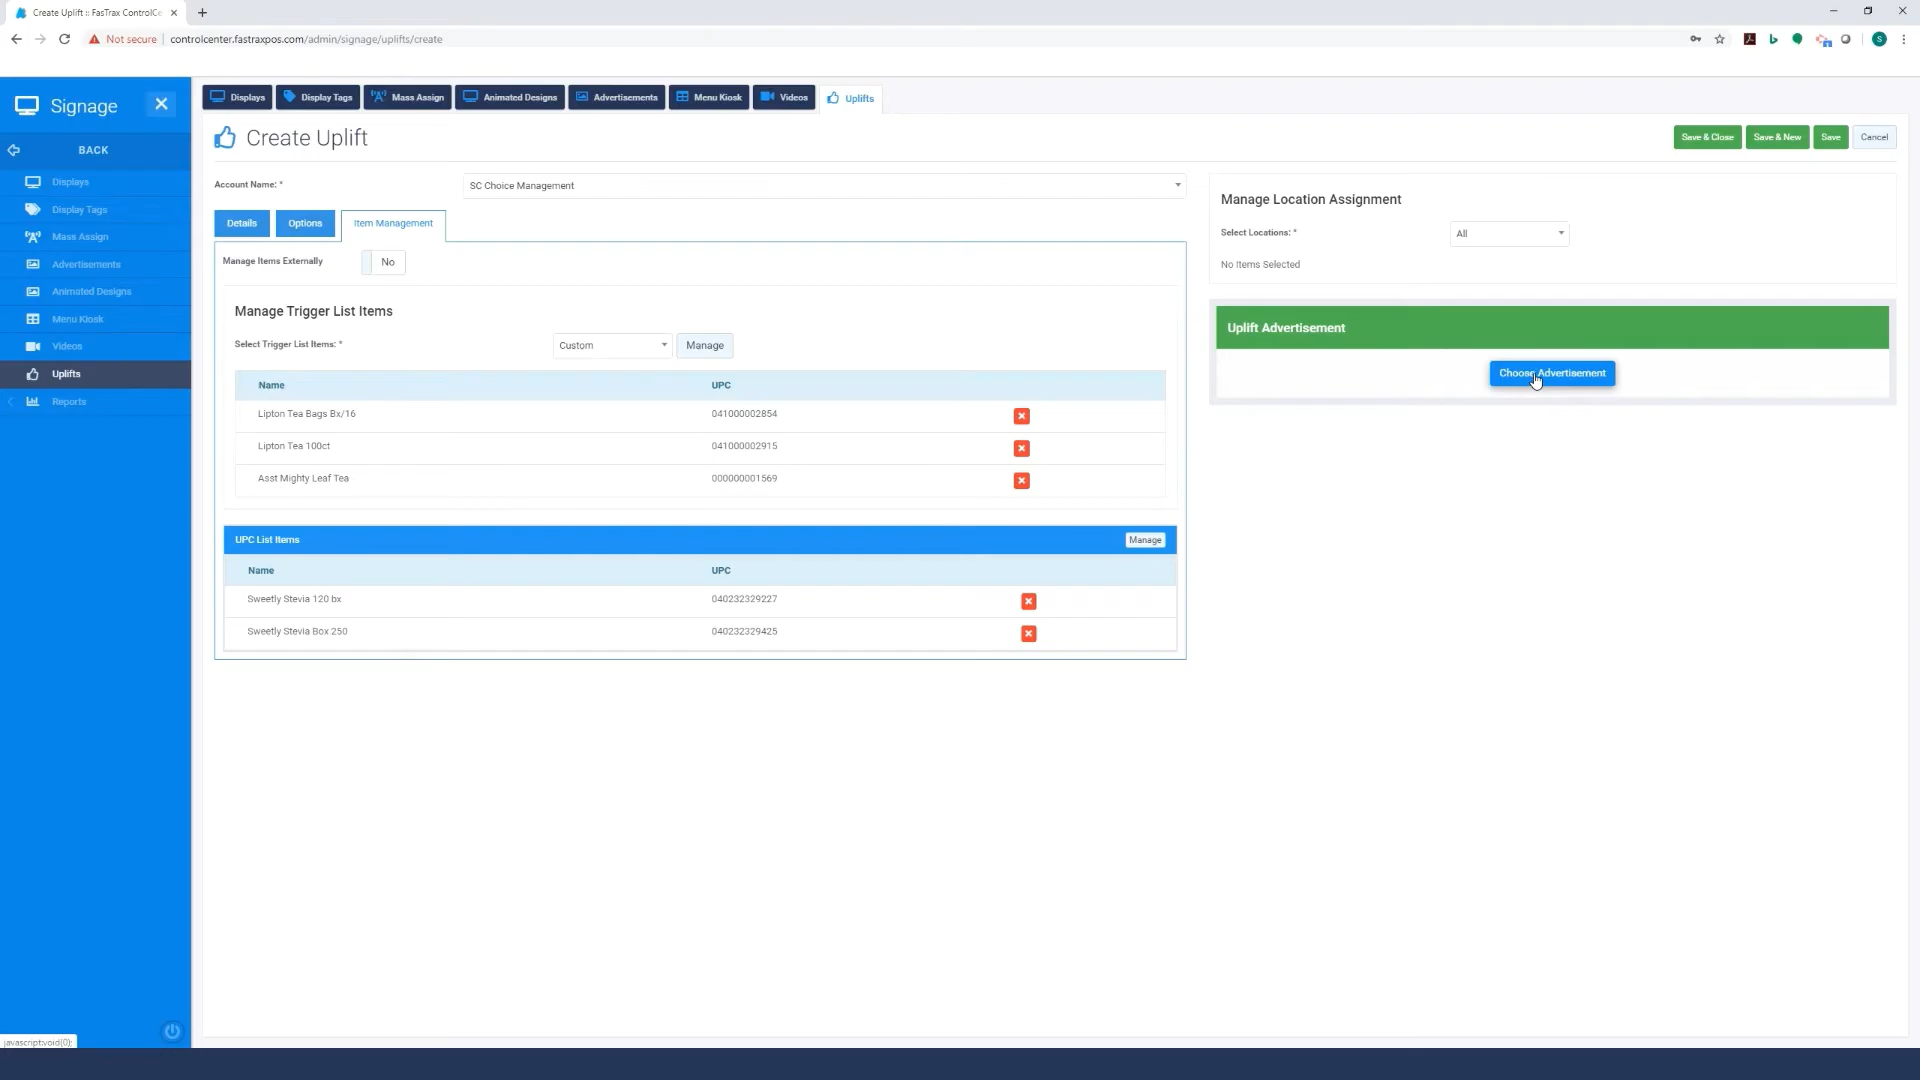 Create Uplift :: FasTrax ControlCe
Not secure
controlcenter.fastraxpos.com/admin/signage/uplifts/create
S
Signage
BACK
Displays
Display Tags
Mass Assign
Advertisements
Animated Designs
Menu Kiosk
Videos
Uplifts
Reports
Displays
Display Tags
Mass Assign
Animated Designs
Advertisements
Menu Kiosk
Videos
Uplifts
Create Uplift
Save & Close
Save & New
Save
Cancel
Account Name: *
SC Choice Management
Details
Options
Item Management
Manage Items Externally
No
Manage Trigger List Items
Select Trigger List Items: *
Custom
Manage
Name UPC
Lipton Tea Bags Bx/16 041000002854
Lipton Tea 100ct 041000002915
Asst Mighty Leaf Tea 000000001569
UPC List Items
Manage
Name UPC
Sweetly Stevia 120 bx 040232329227
Sweetly Stevia Box 250 040232329425
Manage Location Assignment
Select Locations: *
All
No Items Selected
Uplift Advertisement
Choose Advertisement
javascript:void(0);